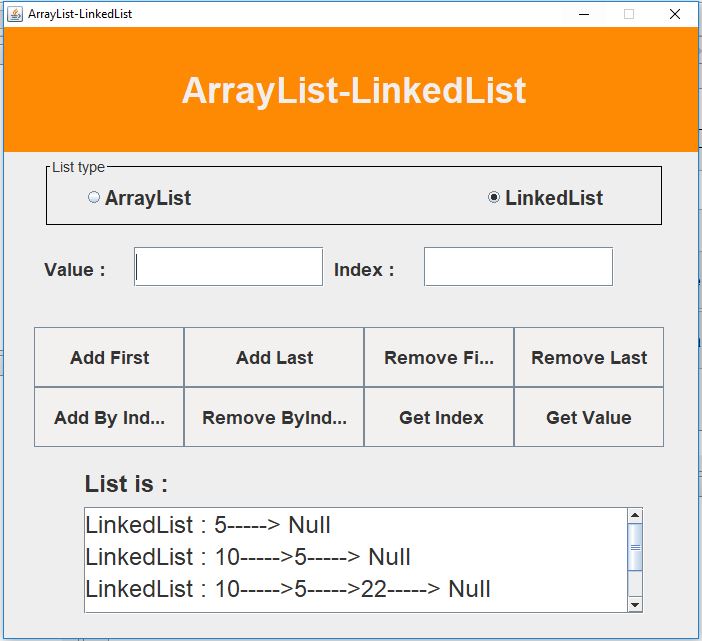 ArrayList-LinkedList
ArrayList-LinkedList
List type
ArrayList LinkedList
Value : Index :
Add First Add Last Remove Fi... Remove Last
Add By Ind... Remove ByInd... Get Index Get Value
List is :
LinkedList : 5-----> Null
LinkedList : 10----->5-----> Null
LinkedList : 10----->5----->22-----> Null